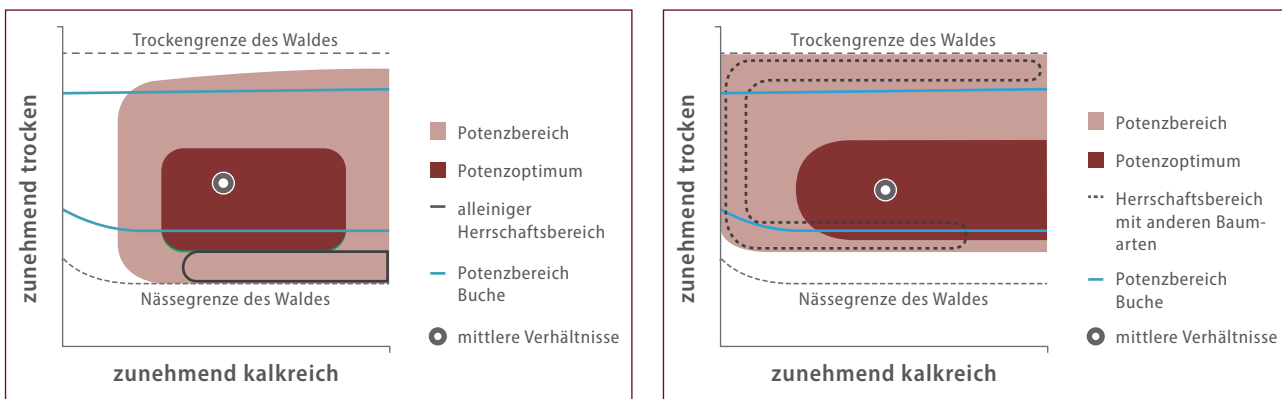 Trockengrenze des Waldes
zunehmend trocken
Nässegrenze des Waldes
zunehmend kalkreich
Potenzbereich
Potenzoptimum
alleiniger
Herrschaftsbereich
Potenzbereich
Buche
mittlere Verhältnisse
Trockengrenze des Waldes
zunehmend trocken
Nässegrenze des Waldes
zunehmend kalkreich
Potenzbereich
Potenzoptimum
Herrschaftsbereich
mit anderen Baum-
arten
Potenzbereich
Buche
mittlere Verhältnisse